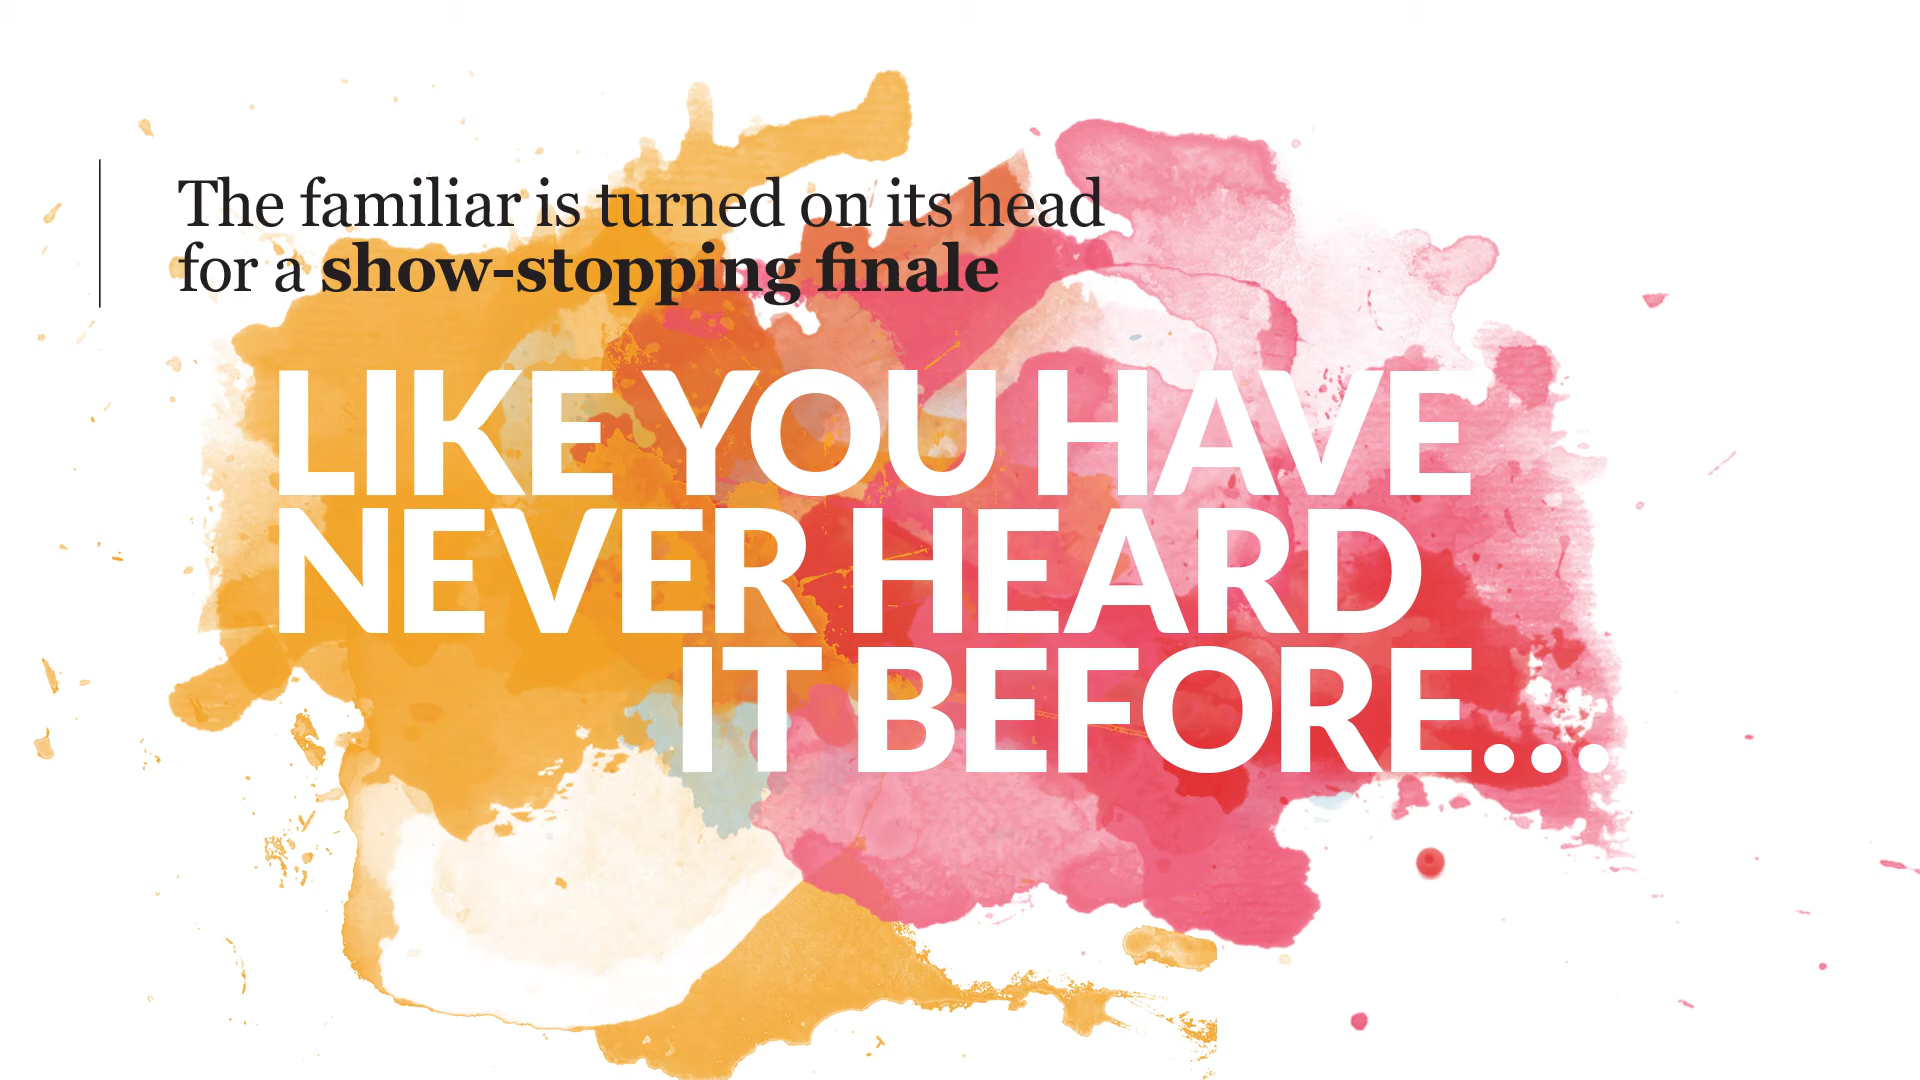 The familiar is turned on its head
for a show-stopping finale
LIKE YOU HAVE
NEVER HEARD
IT BEFORE...